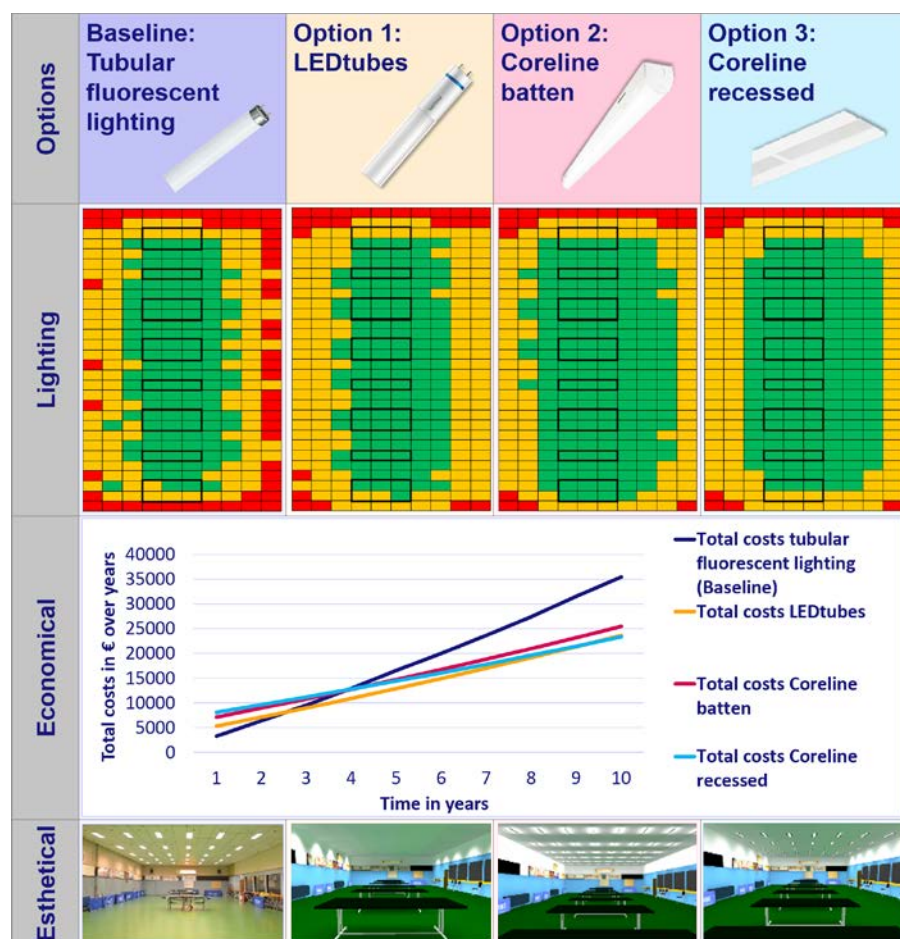 Options
Baseline:
Tubular
fluorescent
lighting
Option 1:
LEDtubes
Option 2:
Coreline
batten
Option 3:
Coreline
recessed
Lighting
Economical
Total costs in € over years
40000
35000
30000
25000
20000
15000
10000
5000
0
1 2 3 4 5 6 7 8 9 10
Time in years
Total costs tubular
fluorescent lighting
(Baseline)
Total costs LEDtubes
Total costs Coreline
batten
Total costs Coreline
recessed
Esthetical